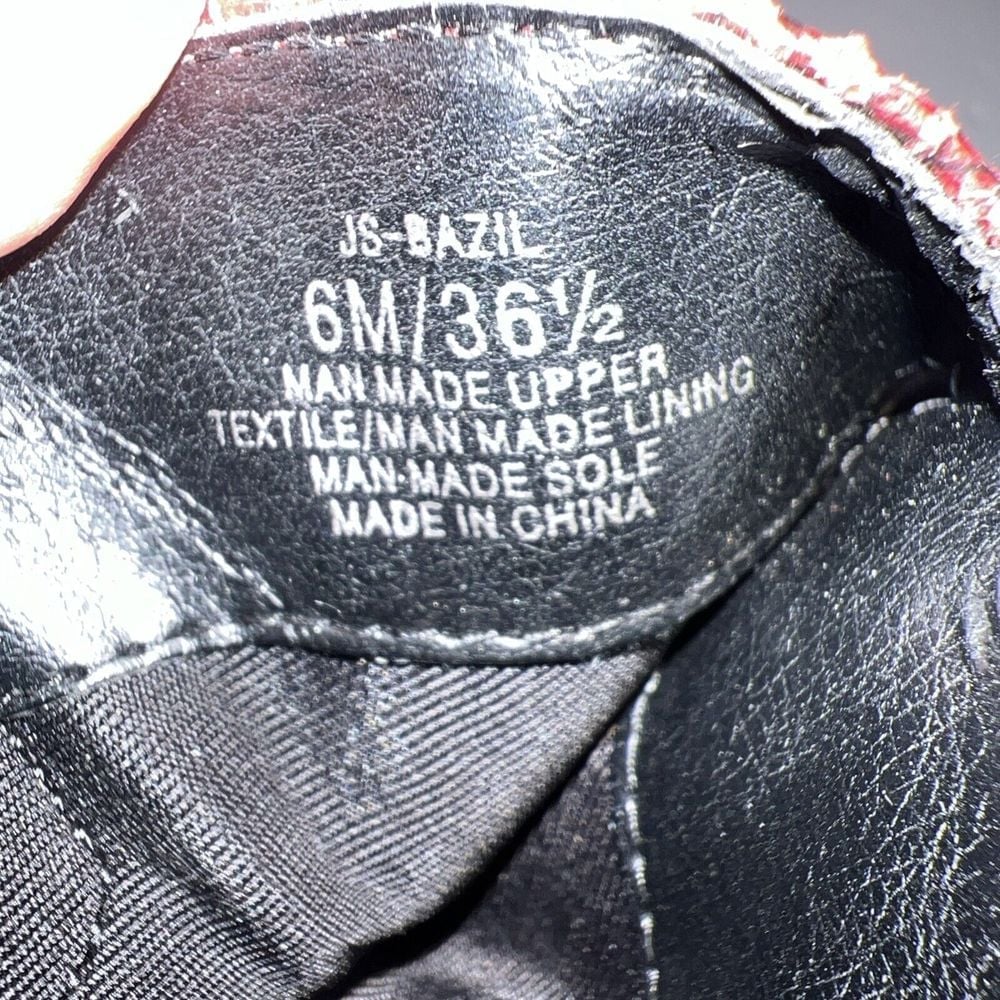 JS-BAZIL
6M/36½
MAN MADE UPPER
TEXTILE/MAN MADE LINING
MAN-MADE SOLE
MADE IN CHINA